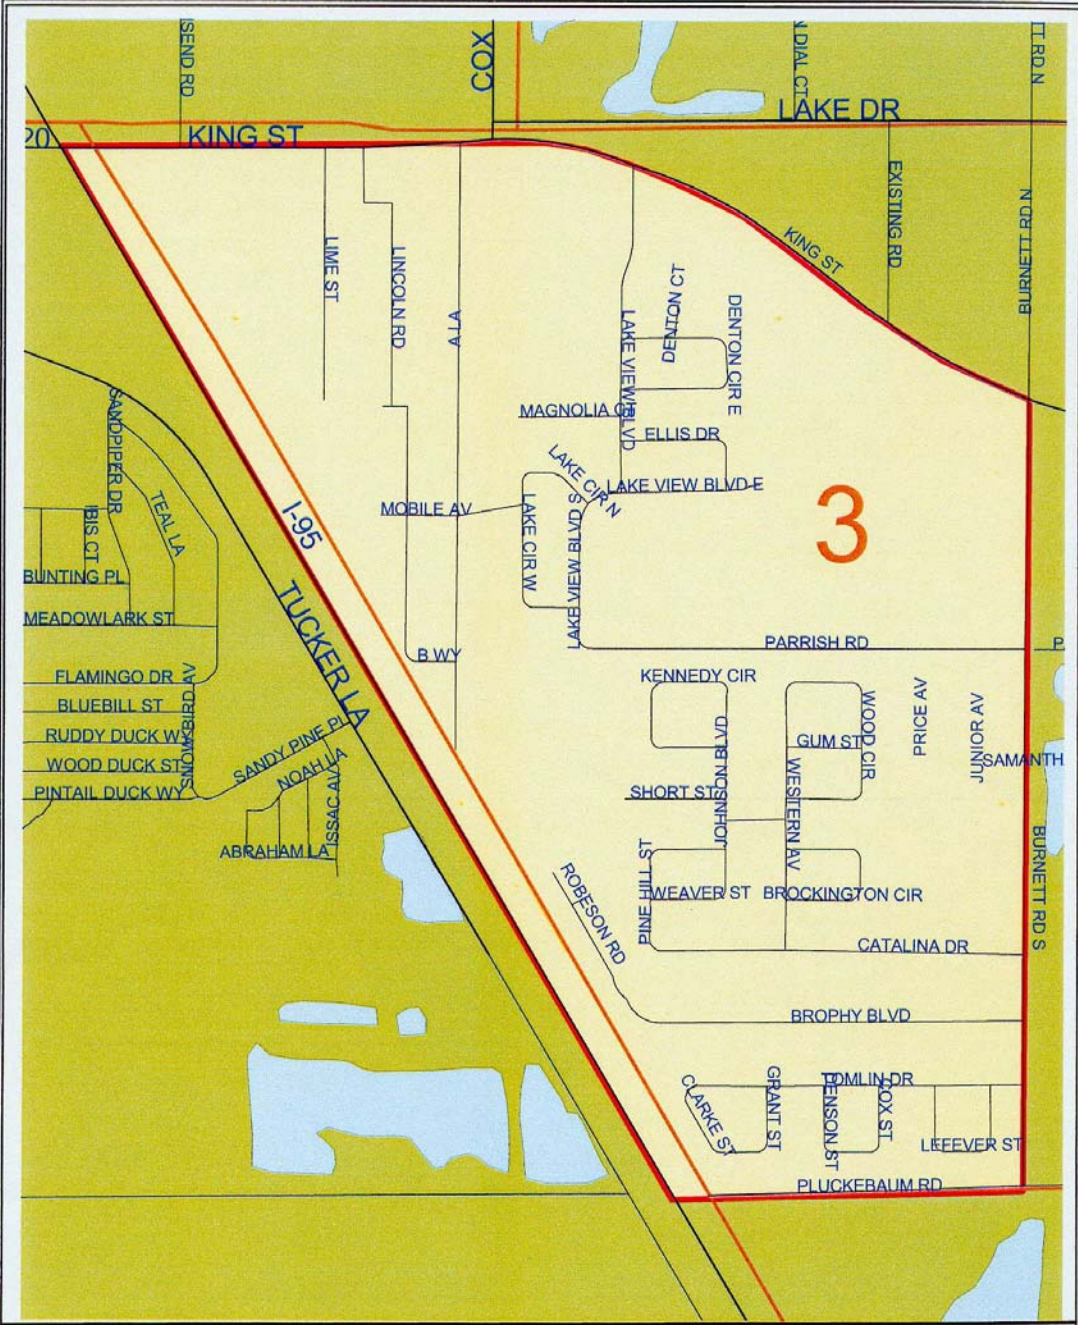 SEND RD
COX
N DIAL CT
TT RD N
LAKE DR
20
KING ST
EXISTING RD
BURNETT RD N
KING ST
LIME ST
LINCOLN RD
A LA
DENTON CT
DENTON CIR E
LAKE VIEW BLVD
MAGNOLIA C
ELLIS DR
SANDPIPER DR
TEAL LA
IBIS CT
I-95
LAKE CIR N
LAKE VIEW BLVD E
3
MOBILE AV
LAKE CIR W
LAKE VIEW BLVD S
BUNTING PL
MEADOWLARK ST
TUCKER LA
B WY
PARRISH RD
P
FLAMINGO DR
KENNEDY CIR
BLUEBILL ST
SNOWBIRD AV
WOOD CIR
PRICE AV
JUNIOR AV
RUDDY DUCK WY
SANDY PINE PL
JOHNSON BLVD
GUM ST
WOOD DUCK ST
NOAH LA
SAMANTH
PINTAIL DUCK WY
ISSAC AV
SHORT ST
WESTERN AV
ABRAHAM LA
BURNETT RD S
ROBESON RD
PINE HILL ST
WEAVER ST
BROCKINGTON CIR
CATALINA DR
BROPHY BLVD
CLARKE ST
GRANT ST
TOMLIN DR
DENSON ST
COX ST
LEFEVER ST
PLUCKEBAUM RD